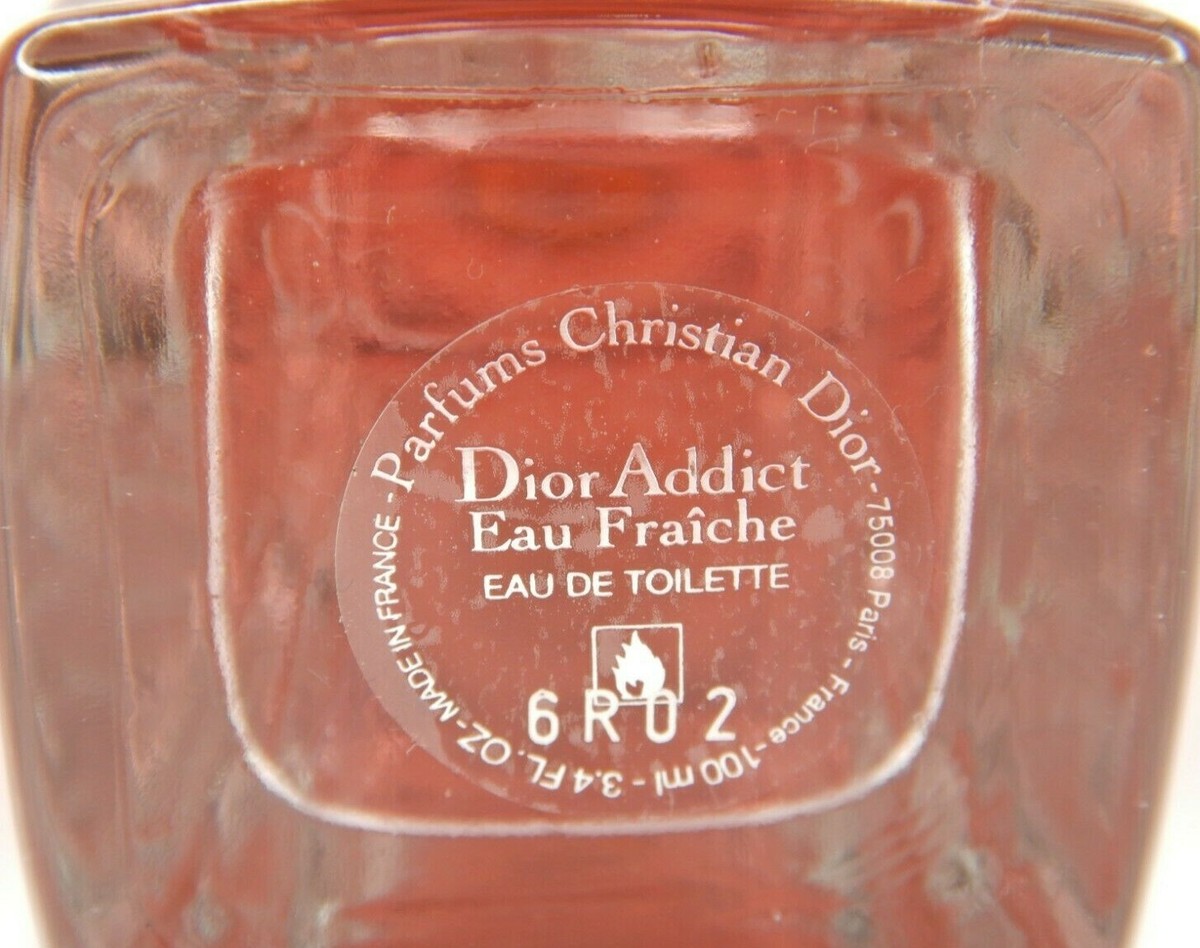 Parfums Christian Dior - 75008 Paris - France - 100 ml - 3.4 FL. OZ - MADE IN FRANCE -
Dior Addict
Eau Fraîche
EAU DE TOILETTE
6R02